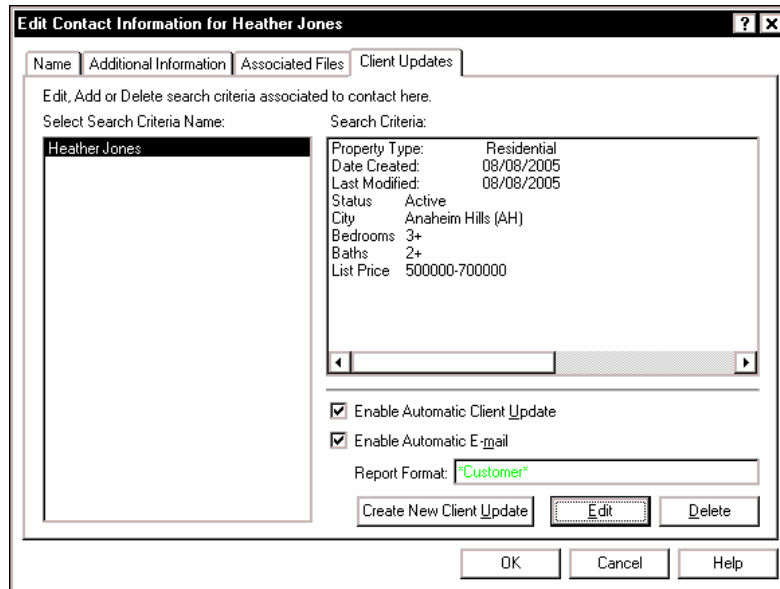 Edit Contact Information for Heather Jones
Name Additional Information Associated Files Client Updates
Edit, Add or Delete search criteria associated to contact here.
Select Search Criteria Name:
Heather Jones
Search Criteria:
Property Type: Residential
Date Created: 08/08/2005
Last Modified: 08/08/2005
Status Active
City Anaheim Hills (AH)
Bedrooms 3+
Baths 2+
List Price 500000-700000
Enable Automatic Client Update
Enable Automatic E-mail
Report Format: *Customer*
Create New Client Update Edit Delete
OK Cancel Help